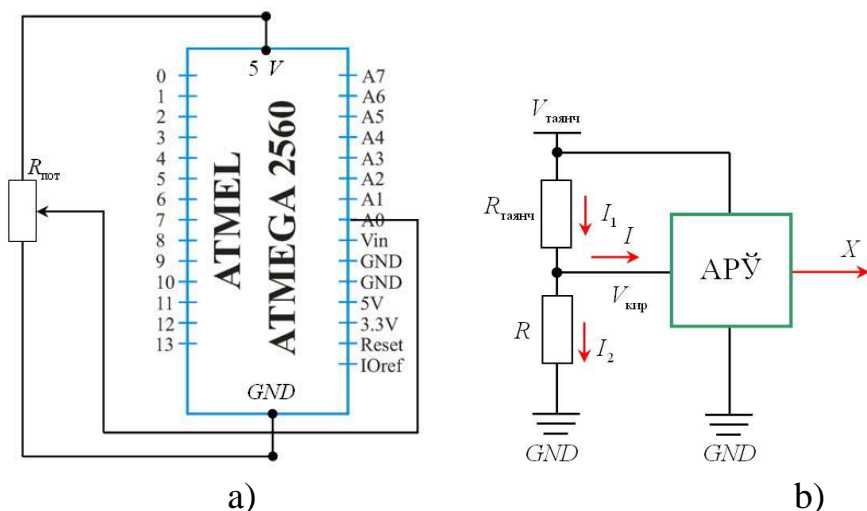 5 V
0
1
2
3
4
5
6
7
8
9
10
11
12
13
ATMEL
ATMEGA 2560
A7
A6
A5
A4
A3
A2
A1
A0
Vin
GND
GND
5V
3.3V
Reset
IOref
GND
Rпот
a)
Vтаянч
Rтаянч
I1
I
АРЎ
X
Vкир
R
I2
GND
GND
b)